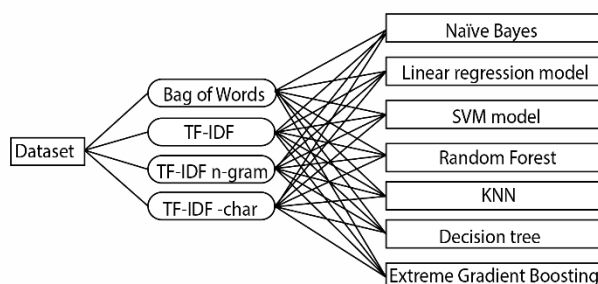 Dataset
Bag of Words
TF-IDF
TF-IDF n-gram
TF-IDF -char
Naïve Bayes
Linear regression model
SVM model
Random Forest
KNN
Decision tree
Extreme Gradient Boosting